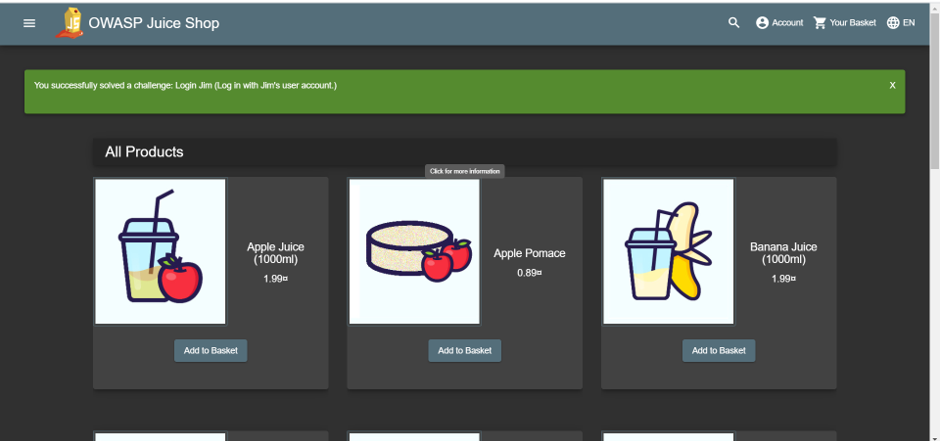 OWASP Juice Shop
Account
Your Basket
EN
You successfully solved a challenge: Login Jim (Log in with Jim's user account.)
X
All Products
Click for more information
Apple Juice
(1000ml)
1.99¤
Add to Basket
Apple Pomace
0.89¤
Add to Basket
Banana Juice
(1000ml)
1.99¤
Add to Basket